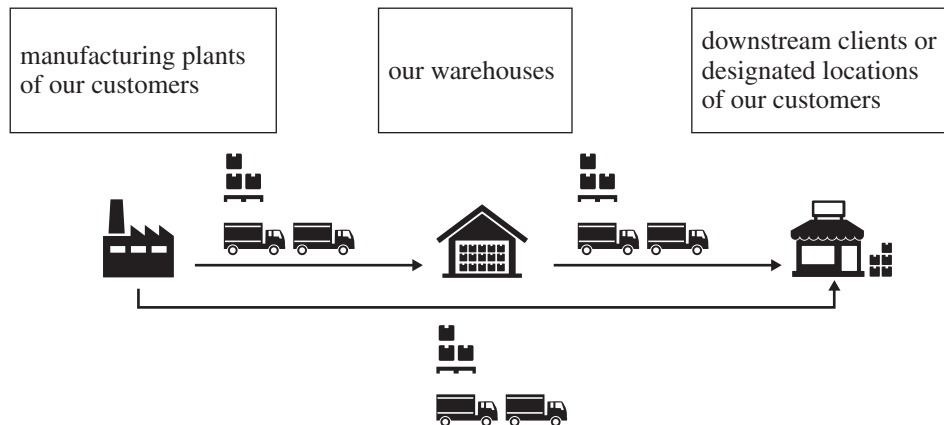 manufacturing plants
of our customers
our warehouses
downstream clients or
designated locations
of our customers